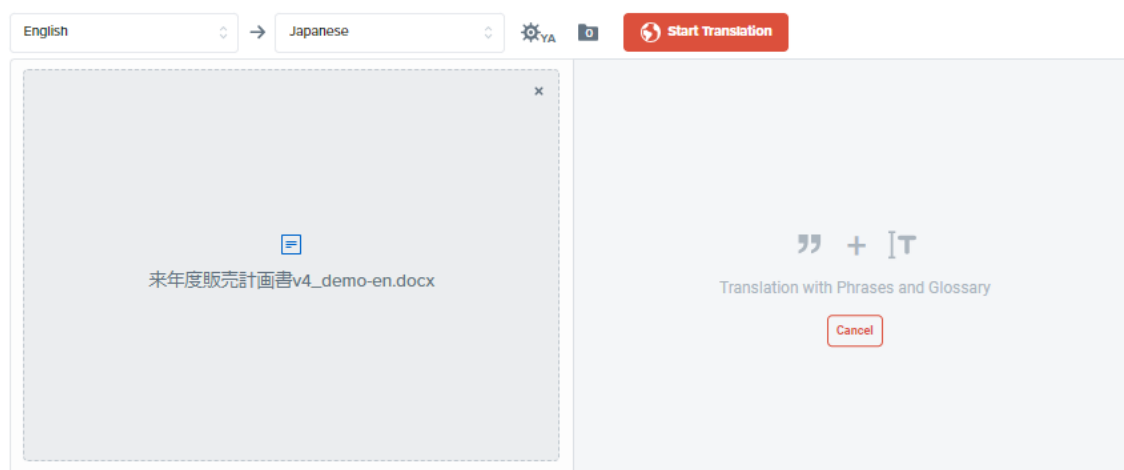 English
Japanese
YA
0
Start Translation
×
来年度販売計画書v4_demo-en.docx
Translation with Phrases and Glossary
Cancel